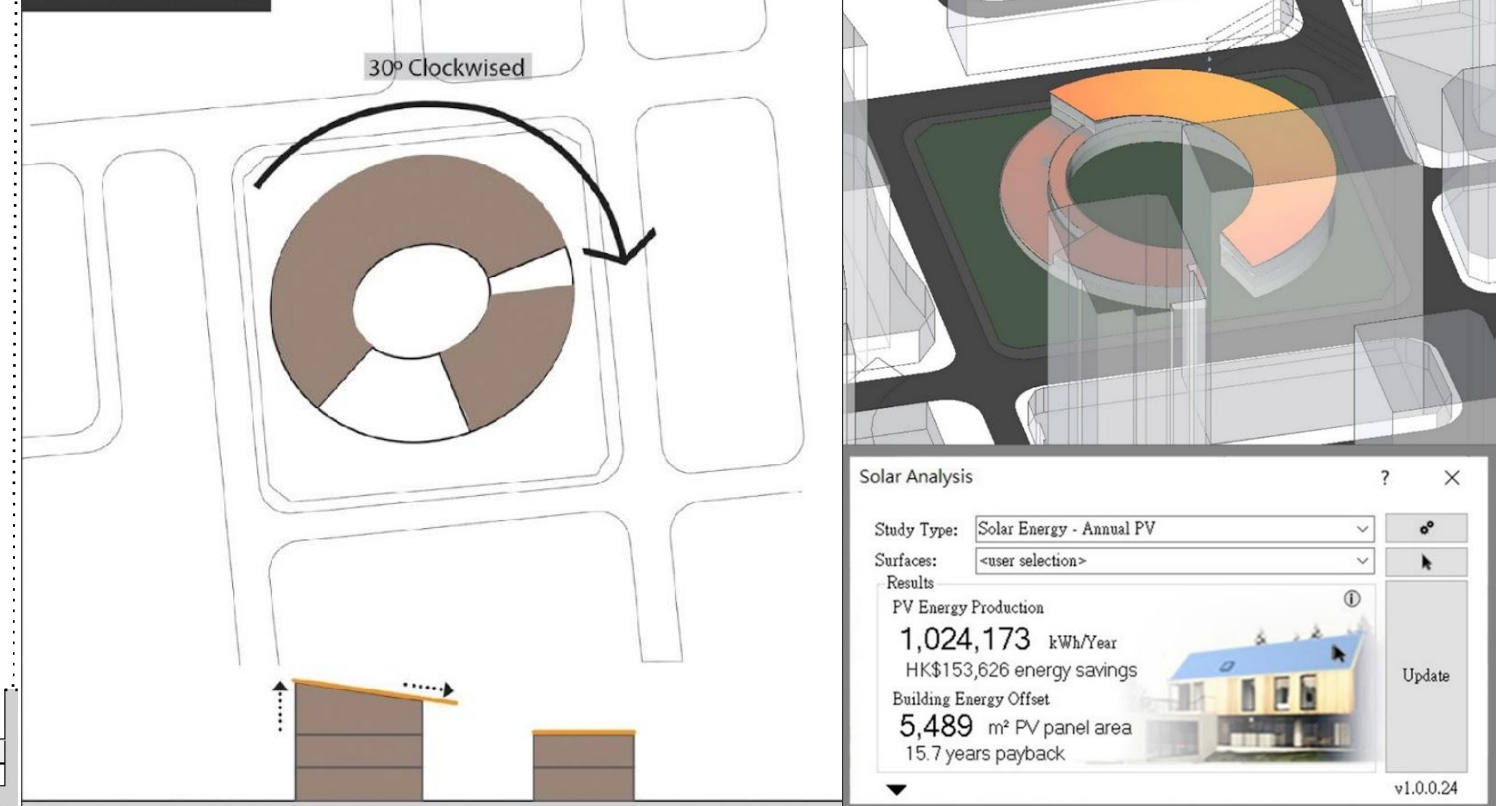 30º Clockwised
Solar Analysis
?
Study Type:
Solar Energy - Annual PV
Surfaces:
<user selection>
Results
PV Energy Production
1,024,173 kWh/Year
HK$153,626 energy savings
Building Energy Offset
5,489 m² PV panel area
15.7 years payback
Update
v1.0.0.24